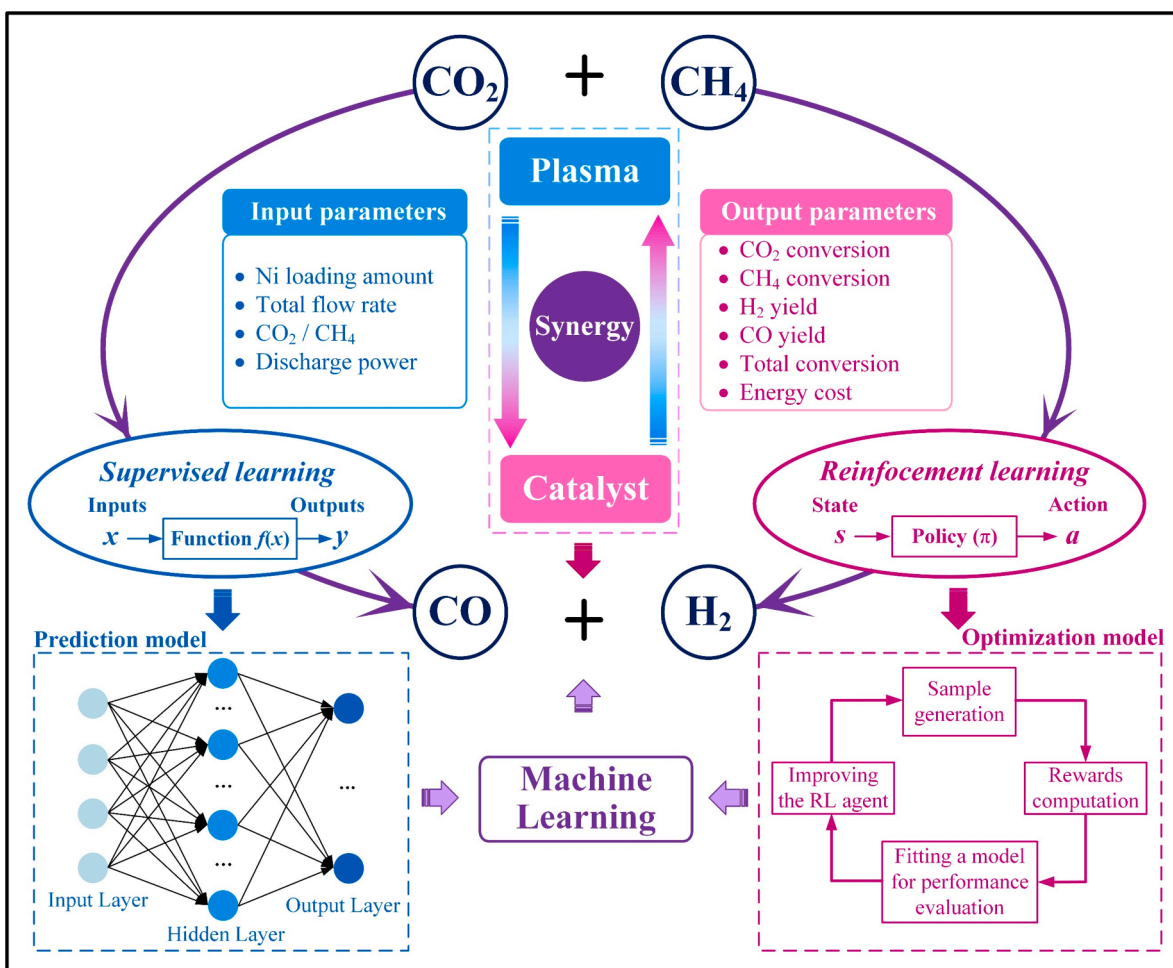 CO₂ + CH₄
Plasma
Input parameters
• Ni loading amount
• Total flow rate
• CO₂ / CH₄
• Discharge power
Synergy
Output parameters
• CO₂ conversion
• CH₄ conversion
• H₂ yield
• CO yield
• Total conversion
• Energy cost
Catalyst
Supervised learning
Inputs Outputs
x Function f(x) y
Reinfocement learning
State Action
s Policy (π) a
CO + H₂
Prediction model
...
...
...
...
Input Layer
Hidden Layer
Output Layer
Machine
Learning
Optimization model
Sample
generation
Rewards
computation
Fitting a model
for performance
evaluation
Improving
the RL agent